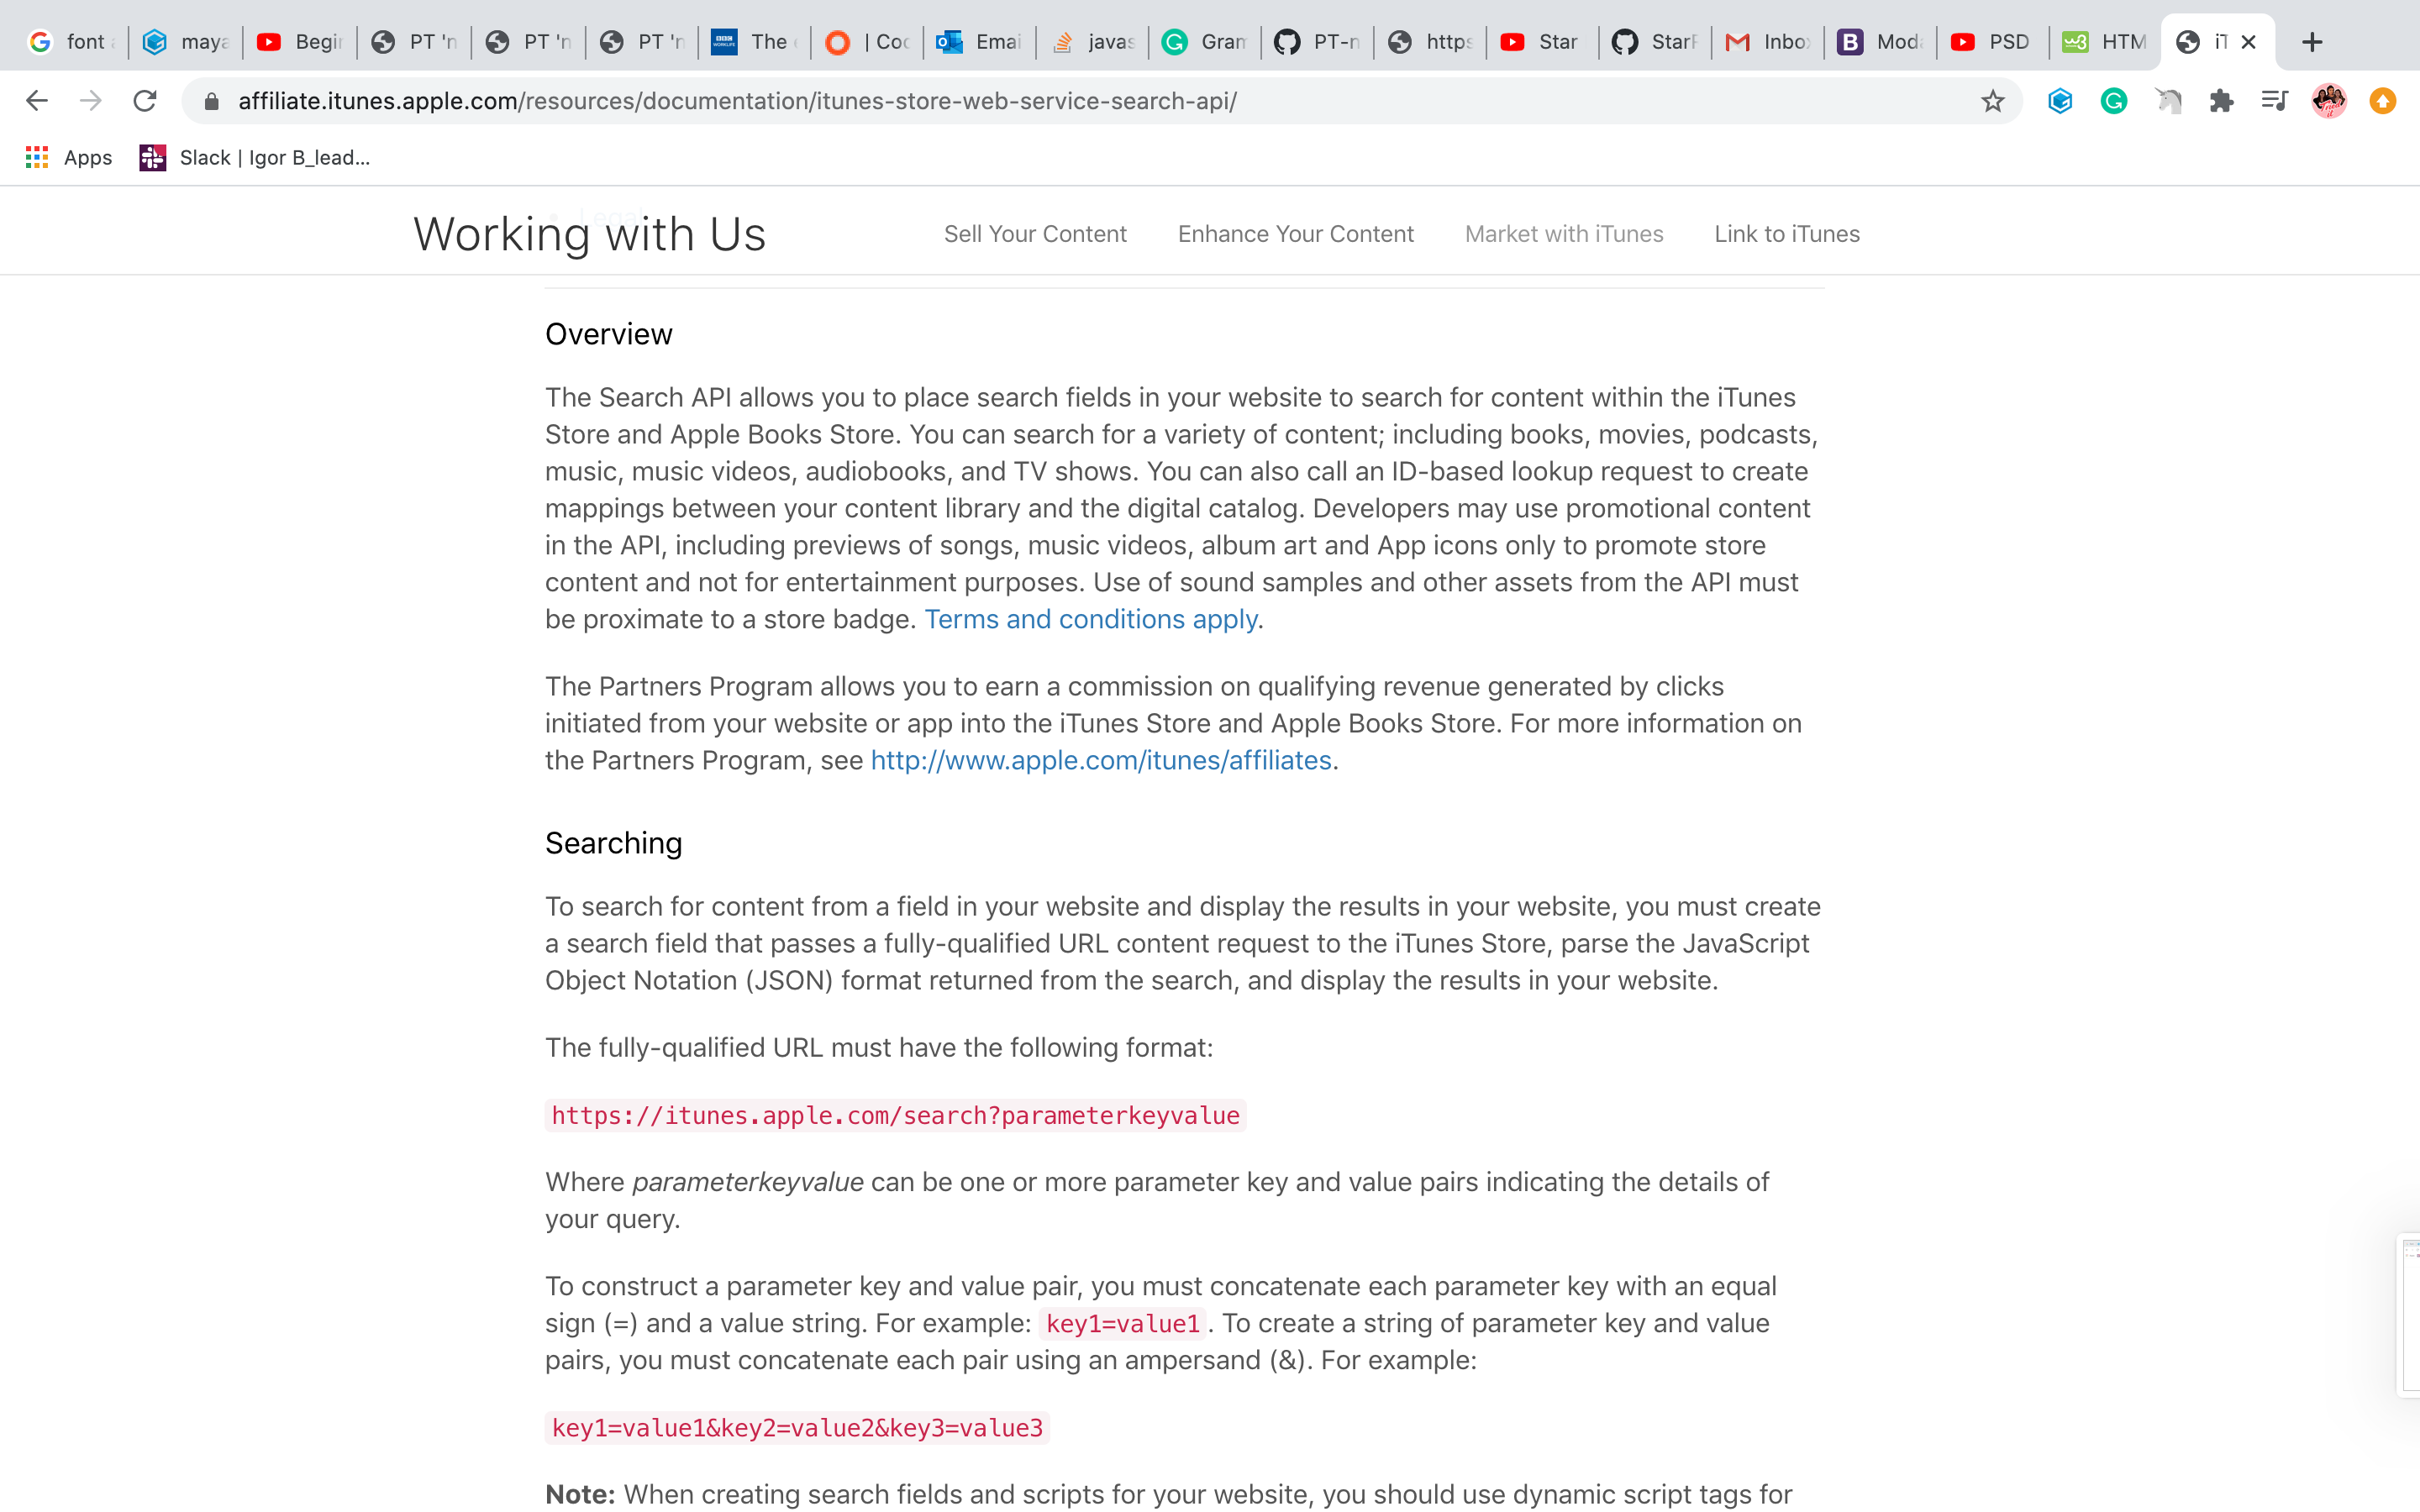 font
maya
Begin
PT 'n
PT 'n
PT 'n
BBC
WORKLIFE
The
| Coc
Emai
javas
Gram
PT-n
https
Star
StarF
Inbo
B
Mod
PSD
w3
HTM
iT
affiliate.itunes.apple.com/resources/documentation/itunes-store-web-service-search-api/
Apps
Slack | Igor B_lead...
Legal
Working with Us
Sell Your Content
Enhance Your Content
Market with iTunes
Link to iTunes
Overview
The Search API allows you to place search fields in your website to search for content within the iTunes
Store and Apple Books Store. You can search for a variety of content; including books, movies, podcasts,
music, music videos, audiobooks, and TV shows. You can also call an ID-based lookup request to create
mappings between your content library and the digital catalog. Developers may use promotional content
in the API, including previews of songs, music videos, album art and App icons only to promote store
content and not for entertainment purposes. Use of sound samples and other assets from the API must
be proximate to a store badge. Terms and conditions apply.
The Partners Program allows you to earn a commission on qualifying revenue generated by clicks
initiated from your website or app into the iTunes Store and Apple Books Store. For more information on
the Partners Program, see http://www.apple.com/itunes/affiliates.
Searching
To search for content from a field in your website and display the results in your website, you must create
a search field that passes a fully-qualified URL content request to the iTunes Store, parse the JavaScript
Object Notation (JSON) format returned from the search, and display the results in your website.
The fully-qualified URL must have the following format:
https://itunes.apple.com/search?parameterkeyvalue
Where parameterkeyvalue can be one or more parameter key and value pairs indicating the details of
your query.
To construct a parameter key and value pair, you must concatenate each parameter key with an equal
sign (=) and a value string. For example: key1=value1. To create a string of parameter key and value
pairs, you must concatenate each pair using an ampersand (&). For example:
key1=value1&key2=value2&key3=value3
Note: When creating search fields and scripts for your website, you should use dynamic script tags for